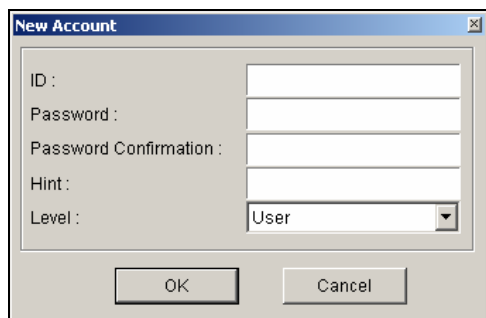 New Account
ID :
Password :
Password Confirmation :
Hint :
Level : User
OK Cancel